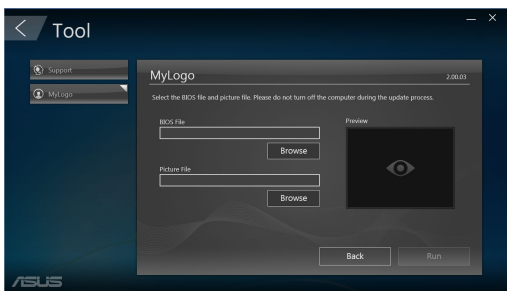 Tool
Support
MyLogo
MyLogo
2.00.03
Select the BIOS file and picture file. Please do not turn off the computer during the update process.
BIOS File
Preview
Browse
Picture File
Browse
Back
Run
ASUS